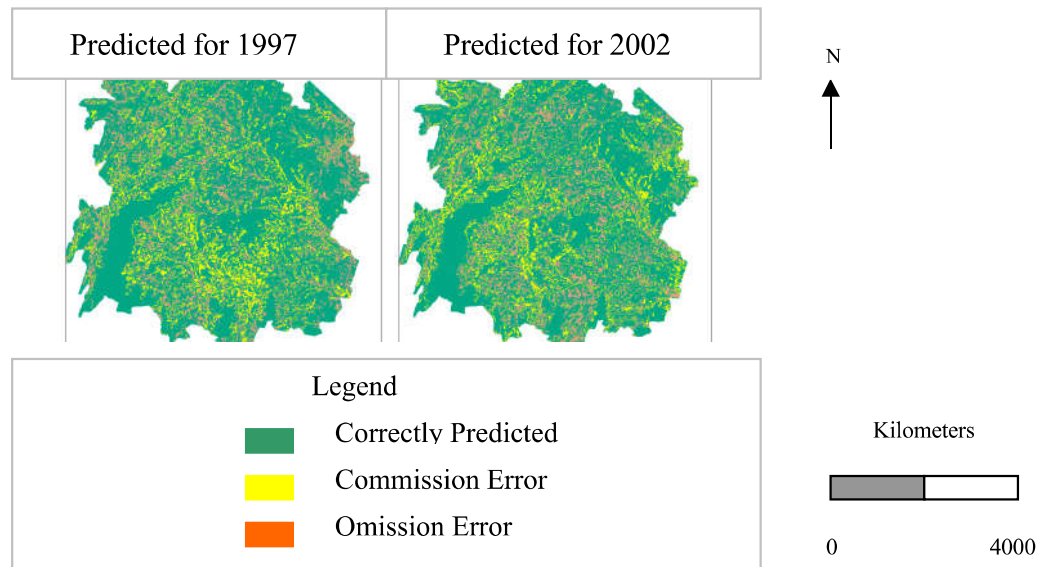 Predicted for 1997
Predicted for 2002
N
Legend
Correctly Predicted
Commission Error
Omission Error
Kilometers
0
4000